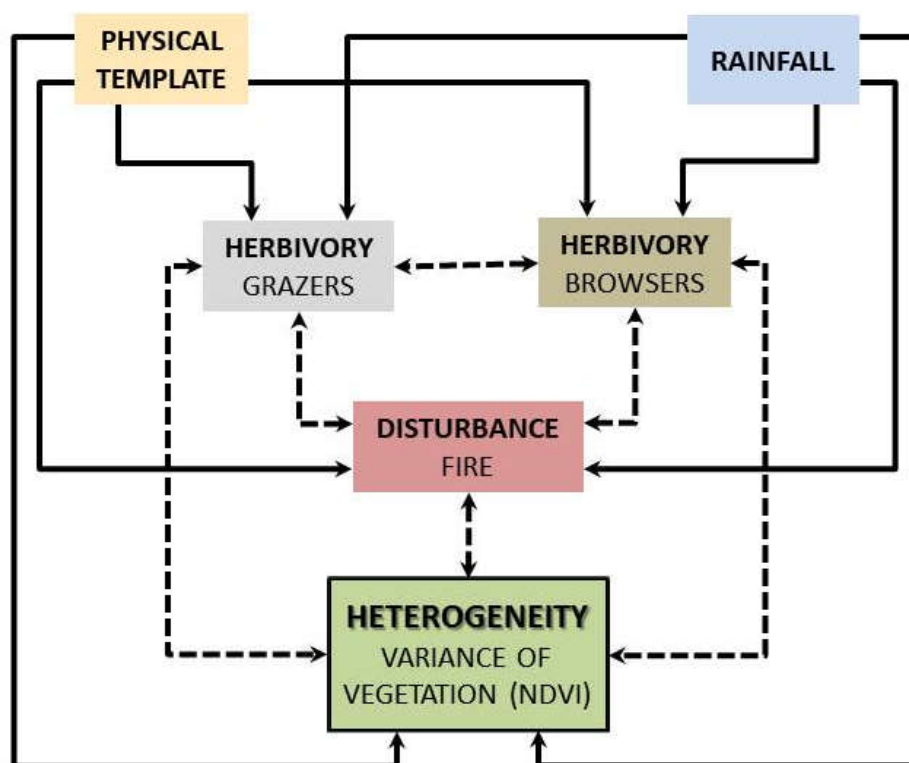 PHYSICAL
TEMPLATE
RAINFALL
HERBIVORY
GRAZERS
HERBIVORY
BROWSERS
DISTURBANCE
FIRE
HETEROGENEITY
VARIANCE OF
VEGETATION (NDVI)